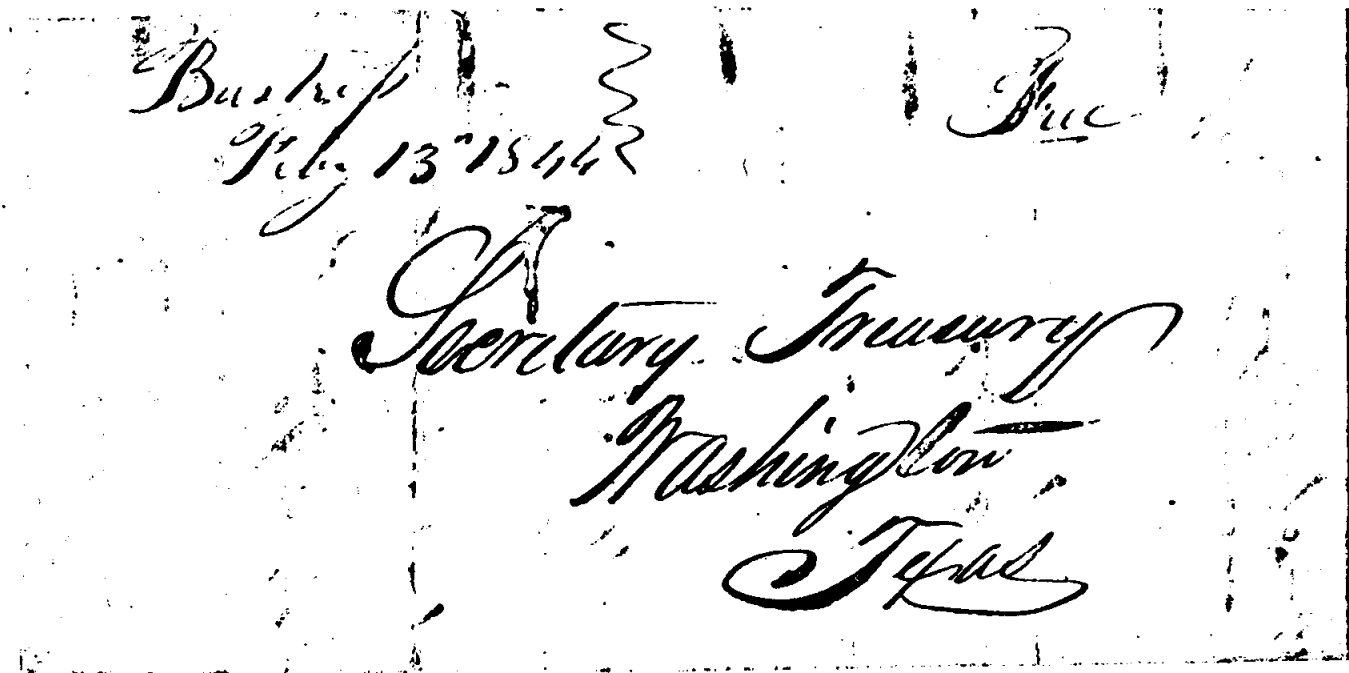 Bastrop
Feby 13th 1844
Free
Secretary Treasury
Washington
Texas